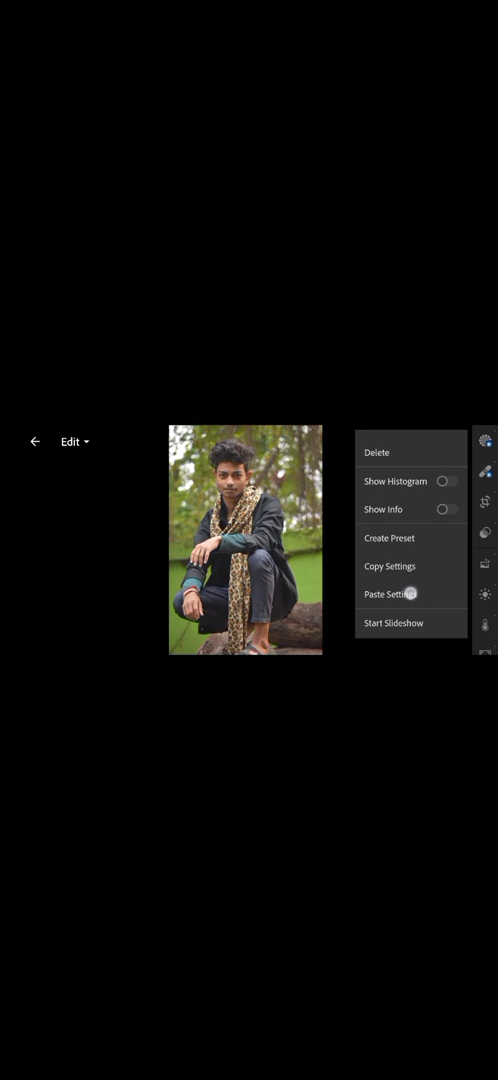 Edit
Delete
Show Histogram
Show Info
Create Preset
Copy Settings
Paste Settings
Start Slideshow